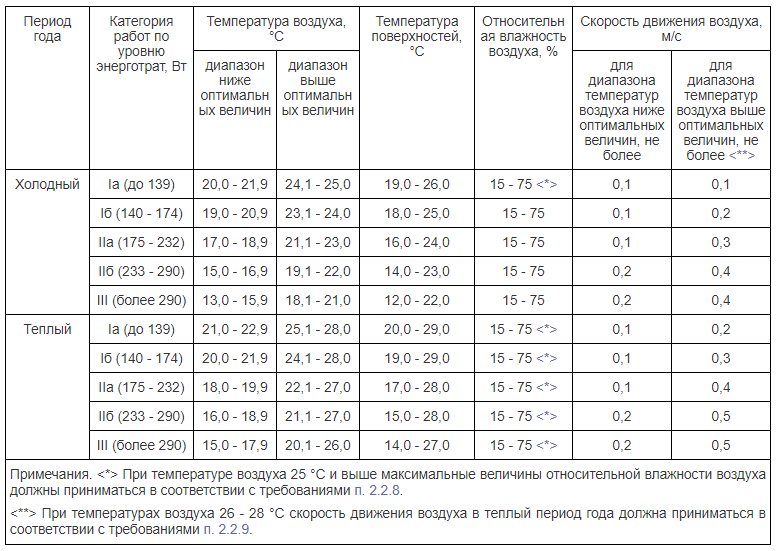 Период года
Категория работ по уровню энерготрат, Вт
Температура воздуха, °C
Температура поверхностей, °C
Относительная влажность воздуха, %
Скорость движения воздуха, м/с
диапазон ниже оптимальных величин
диапазон выше оптимальных величин
для диапазона температур воздуха ниже оптимальных величин, не более
для диапазона температур воздуха выше оптимальных величин, не более <**>
Холодный Iа (до 139) 20,0 - 21,9 24,1 - 25,0 19,0 - 26,0 15 - 75 <*> 0,1 0,1
Iб (140 - 174) 19,0 - 20,9 23,1 - 24,0 18,0 - 25,0 15 - 75 0,1 0,2
IIа (175 - 232) 17,0 - 18,9 21,1 - 23,0 16,0 - 24,0 15 - 75 0,1 0,3
IIб (233 - 290) 15,0 - 16,9 19,1 - 22,0 14,0 - 23,0 15 - 75 0,2 0,4
III (более 290) 13,0 - 15,9 18,1 - 21,0 12,0 - 22,0 15 - 75 0,2 0,4
Теплый Iа (до 139) 21,0 - 22,9 25,1 - 28,0 20,0 - 29,0 15 - 75 <*> 0,1 0,2
Iб (140 - 174) 20,0 - 21,9 24,1 - 28,0 19,0 - 29,0 15 - 75 <*> 0,1 0,3
IIа (175 - 232) 18,0 - 19,9 22,1 - 27,0 17,0 - 28,0 15 - 75 <*> 0,1 0,4
IIб (233 - 290) 16,0 - 18,9 21,1 - 27,0 15,0 - 28,0 15 - 75 <*> 0,2 0,5
III (более 290) 15,0 - 17,9 20,1 - 26,0 14,0 - 27,0 15 - 75 <*> 0,2 0,5
Примечания. <*> При температуре воздуха 25 °C и выше максимальные величины относительной влажности воздуха
должны приниматься в соответствии с требованиями п. 2.2.8.
<**> При температурах воздуха 26 - 28 °C скорость движения воздуха в теплый период года должна приниматься в
соответствии с требованиями п. 2.2.9.